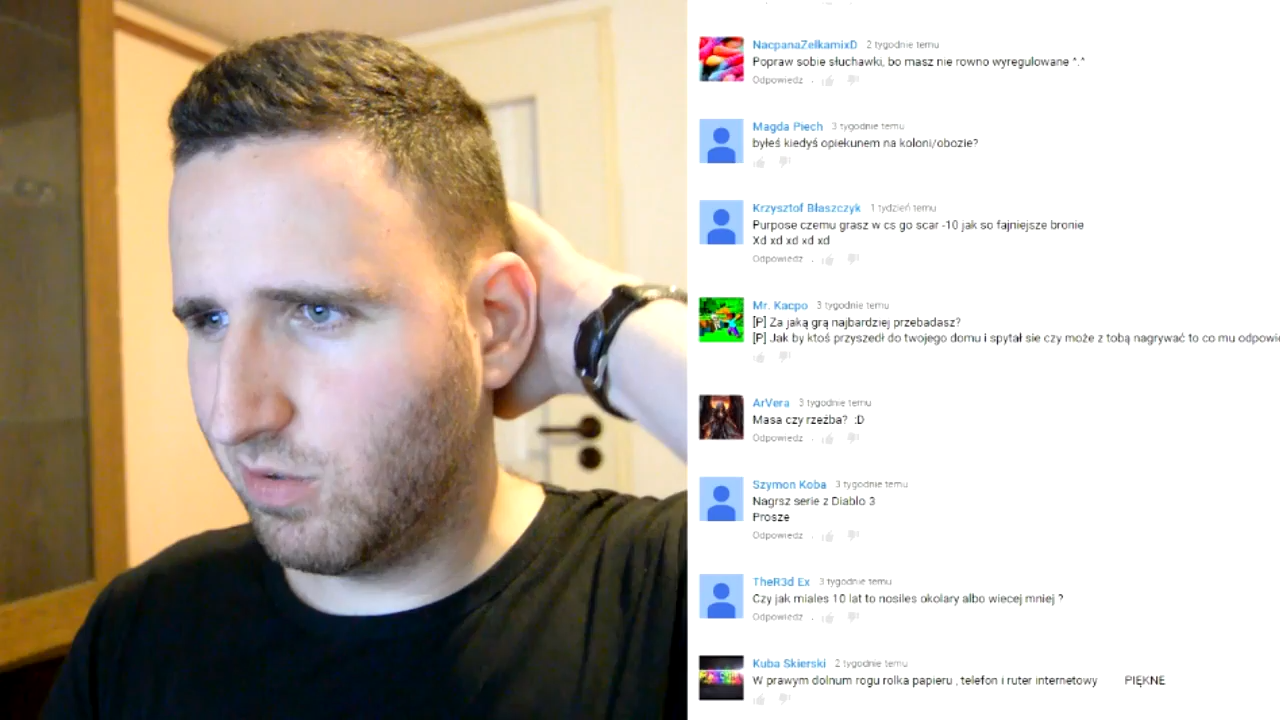 NacpanaZelkamixD 2 tygodnie temu
Popraw sobie słuchawki, bo masz nie rowno wyregulowane ^.^
Odpowiedz .
Magda Piech 3 tygodnie temu
byłeś kiedyś opiekunem na koloni/obozie?
Krzysztof Błaszczyk 1 tydzień temu
Purpose czemu grasz w cs go scar -10 jak so fajniejsze bronie
Xd xd xd xd xd
Odpowiedz .
Mr. Kacpo 3 tygodnie temu
[P] Za jaką grą najbardziej przebadasz?
[P] Jak by ktoś przyszedł do twojego domu i spytał sie czy może z tobą nagrywać to co mu odpowie
ArVera 3 tygodnie temu
Masa czy rzeźba? :D
Odpowiedz .
Szymon Koba 3 tygodnie temu
Nagrsz serie z Diablo 3
Prosze
Odpowiedz .
TheR3d Ex 3 tygodnie temu
Czy jak miales 10 lat to nosiles okolary albo wiecej mniej ?
Odpowiedz .
Kuba Skierski 2 tygodnie temu
W prawym dolnum rogu rolka papieru , telefon i ruter internetowy PIĘKNE